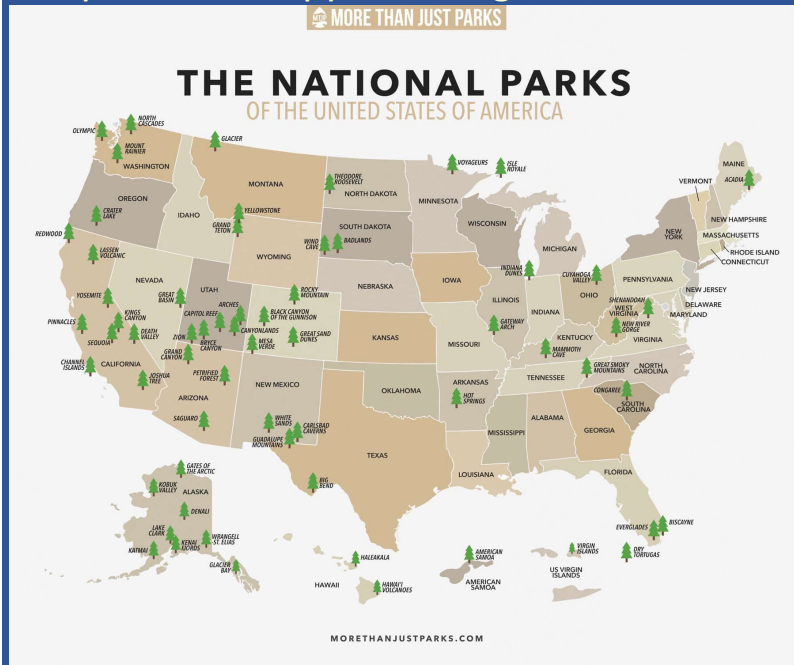 MORE THAN JUST PARKS
THE NATIONAL PARKS
OF THE UNITED STATES OF AMERICA
OLYMPIC
NORTH
CASCADES
MOUNT
RAINIER
WASHINGTON
GLACIER
MONTANA
THEODORE
ROOSEVELT
NORTH DAKOTA
VOYAGEURS
ISLE
ROYALE
MINNESOTA
MAINE
ACADIA
VERMONT
NEW HAMPSHIRE
MASSACHUSETTS
RHODE ISLAND
CONNECTICUT
NEW
YORK
OREGON
CRATER
LAKE
IDAHO
YELLOWSTONE
GRAND
TETON
WYOMING
SOUTH DAKOTA
WIND
CAVE
BADLANDS
WISCONSIN
MICHIGAN
REDWOOD
LASSEN
VOLCANIC
NEVADA
GREAT
BASIN
UTAH
ROCKY
MOUNTAIN
NEBRASKA
IOWA
INDIANA
DUNES
CUYAHOGA
VALLEY
OHIO
PENNSYLVANIA
NEW JERSEY
DELAWARE
MARYLAND
SHENANDOAH
WEST
VIRGINIA
NEW RIVER
GORGE
VIRGINIA
YOSEMITE
PINNACLES
KINGS
CANYON
SEQUOIA
DEATH
VALLEY
CAPITOL REEF
ARCHES
ZION
BRYCE
CANYON
CANYONLANDS
BLACK CANYON
OF THE GUNNISON
MESA
VERDE
GREAT SAND
DUNES
KANSAS
ILLINOIS
INDIANA
GATEWAY
ARCH
MISSOURI
KENTUCKY
MAMMOTH
CAVE
CHANNEL
ISLANDS
CALIFORNIA
JOSHUA
TREE
GRAND
CANYON
PETRIFIED
FOREST
ARIZONA
SAGUARO
NEW MEXICO
WHITE
SANDS
CARLSBAD
CAVERNS
GUADALUPE
MOUNTAINS
OKLAHOMA
ARKANSAS
HOT
SPRINGS
TENNESSEE
GREAT SMOKY
MOUNTAINS
NORTH
CAROLINA
CONGAREE
SOUTH
CAROLINA
MISSISSIPPI
ALABAMA
GEORGIA
TEXAS
BIG
BEND
LOUISIANA
FLORIDA
EVERGLADES
BISCAYNE
DRY
TORTUGAS
GATES OF
THE ARCTIC
KOBUK
VALLEY
ALASKA
DENALI
LAKE
CLARK
KATMAI
KENAI
FJORDS
WRANGELL
ST. ELIAS
GLACIER
BAY
HALEAKALA
HAWAII
HAWAI'I
VOLCANOES
AMERICAN
SAMOA
AMERICAN
SAMOA
VIRGIN
ISLANDS
US VIRGIN
ISLANDS
MORETHANJUSTPARKS.COM